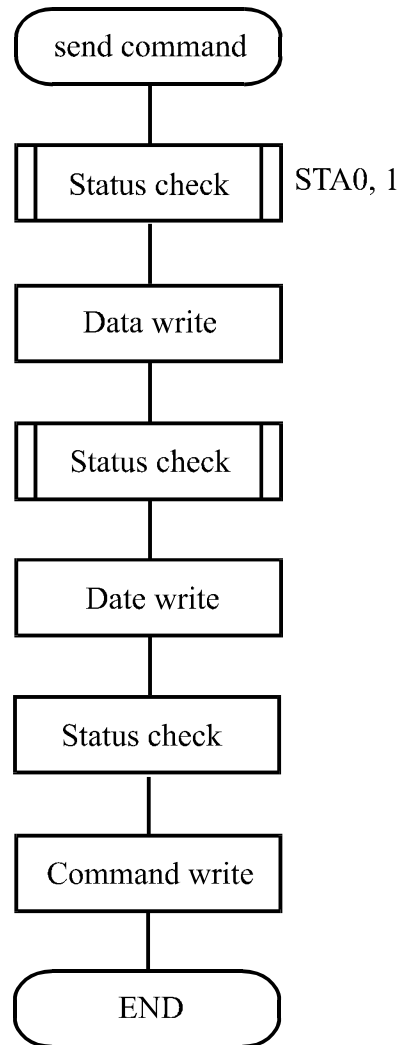 send command
Status check
STA0, 1
Data write
Status check
Date write
Status check
Command write
END